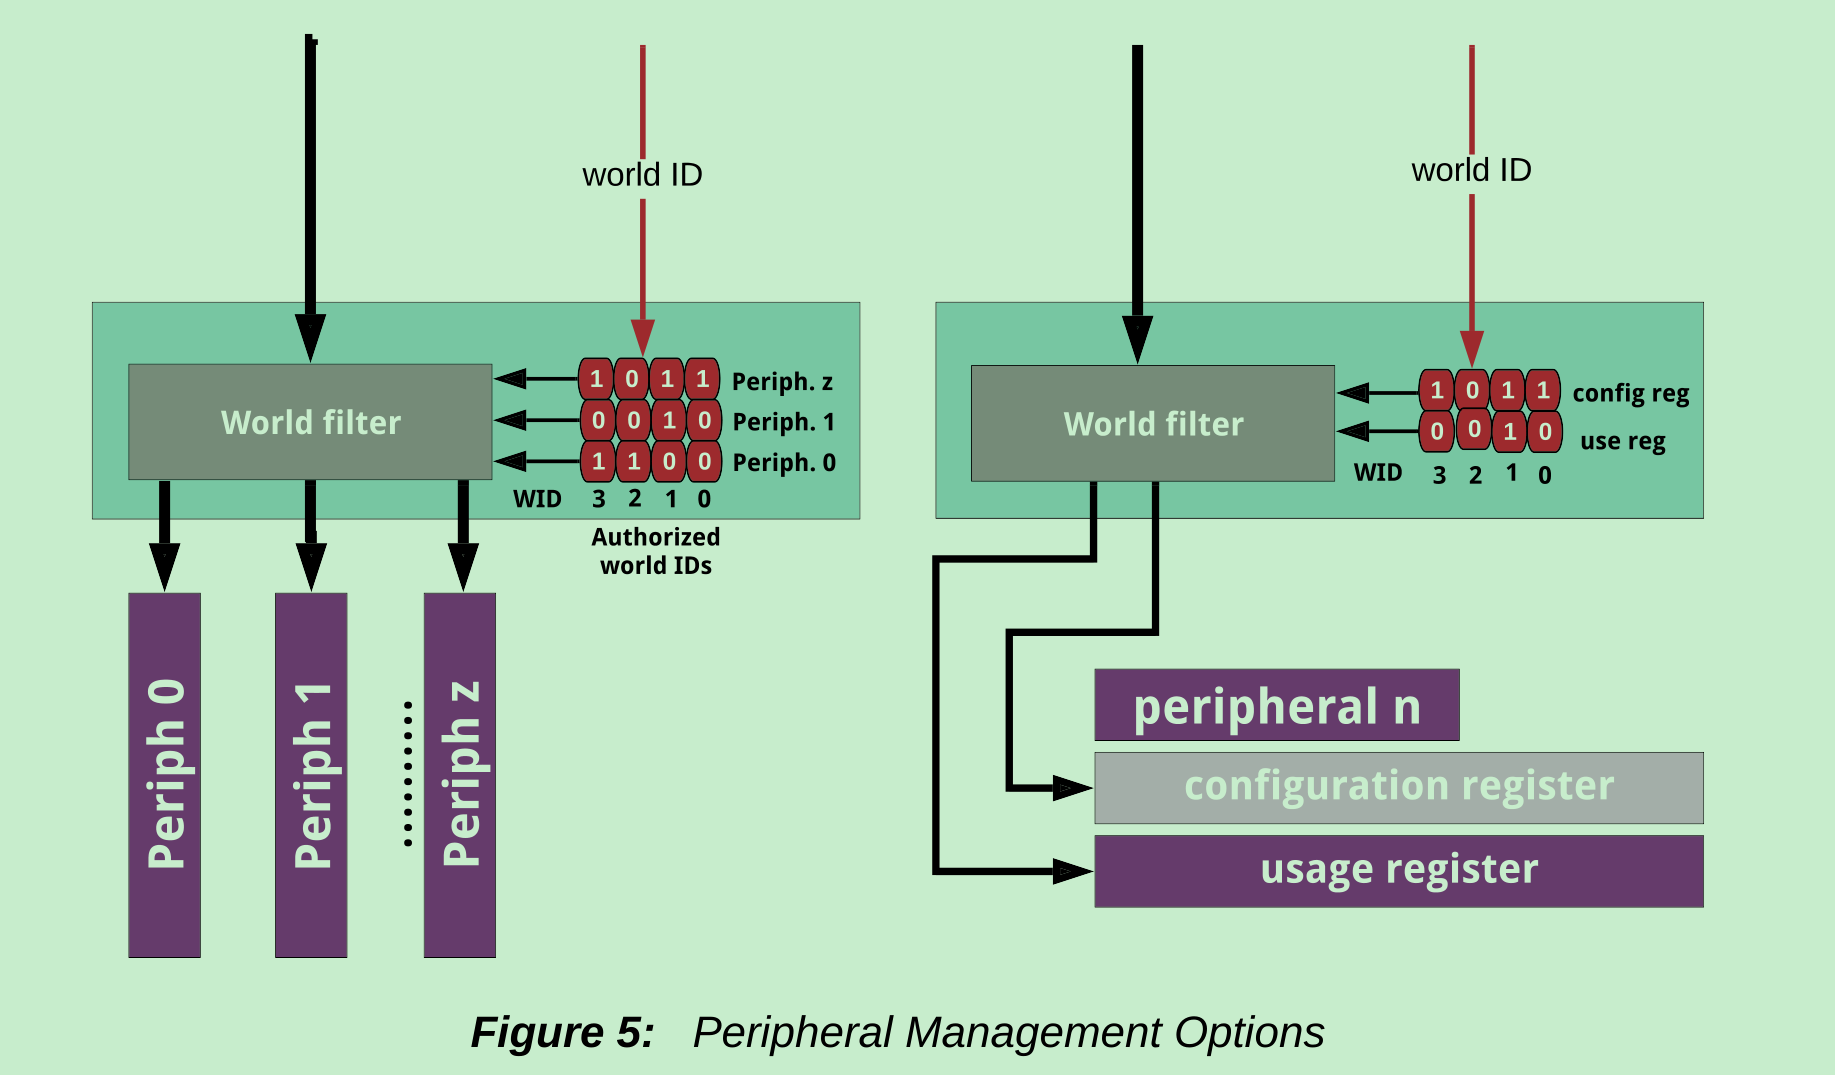 world ID
World filter
1 0 1 1 Periph. z
0 0 1 0 Periph. 1
1 1 0 0 Periph. 0
WID 3 2 1 0
Authorized
world IDs
Periph 0
Periph 1
Periph z
world ID
World filter
1 0 1 1 config reg
0 0 1 0 use reg
WID 3 2 1 0
peripheral n
configuration register
usage register
Figure 5: Peripheral Management Options